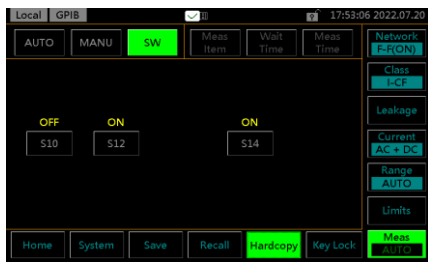 Local GPIB 17:53:06 2022.07.20
AUTO MANU SW Meas Item Wait Time Meas Time
Network
F-F(ON)
Class
I-CF
Leakage
OFF ON ON
S10 S12 S14
Current
AC + DC
Range
AUTO
Limits
Home System Save Recall Hardcopy Key Lock
Meas
AUTO